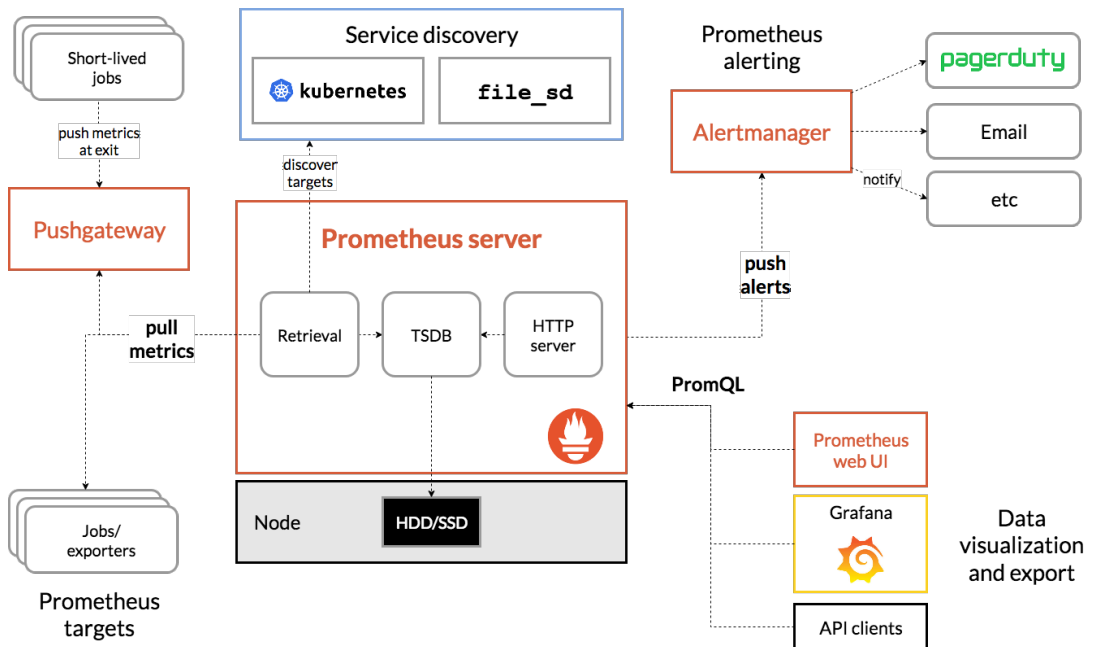 Short-lived
jobs
push metrics
at exit
Pushgateway
pull
metrics
Jobs/
exporters
Prometheus
targets
Service discovery
kubernetes
file_sd
discover
targets
Prometheus server
Retrieval
TSDB
HTTP
server
Node
HDD/SSD
Prometheus
alerting
Alertmanager
push
alerts
notify
pagerduty
Email
etc
PromQL
Prometheus
web UI
Grafana
API clients
Data
visualization
and export